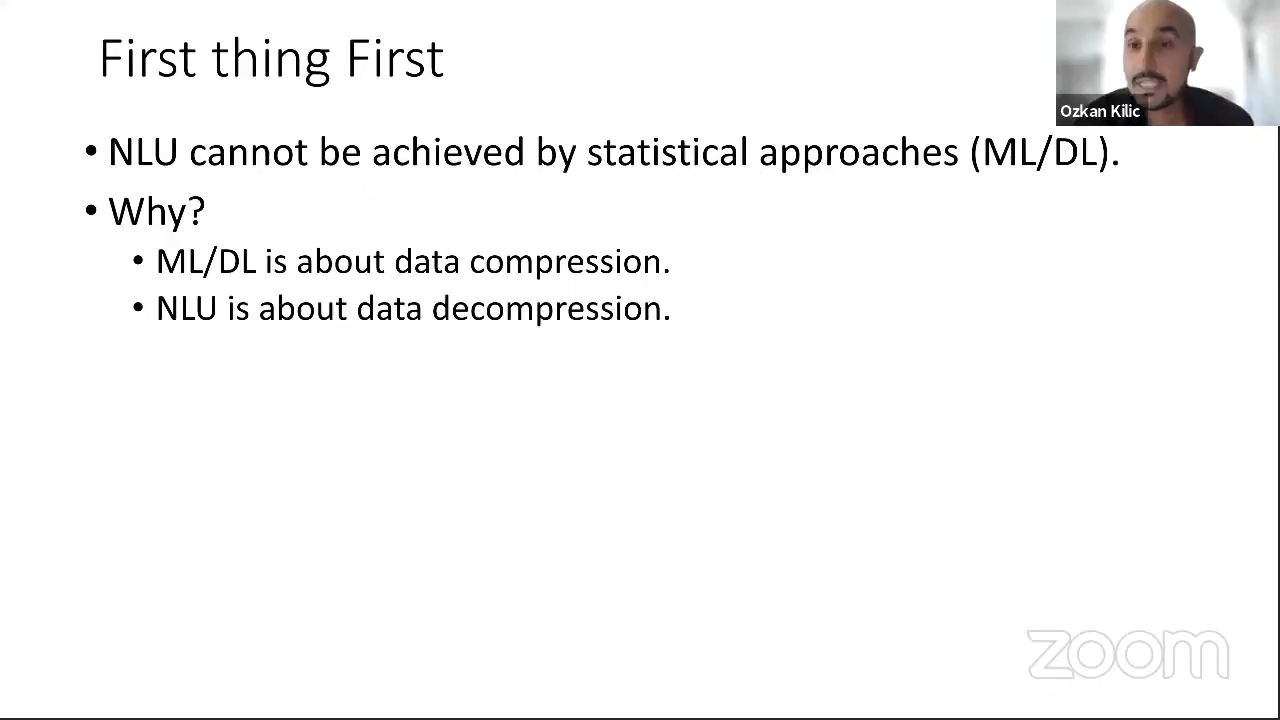 First thing First
Ozkan Kilic
• NLU cannot be achieved by statistical approaches (ML/DL).
• Why?
• ML/DL is about data compression.
• NLU is about data decompression.
zoom